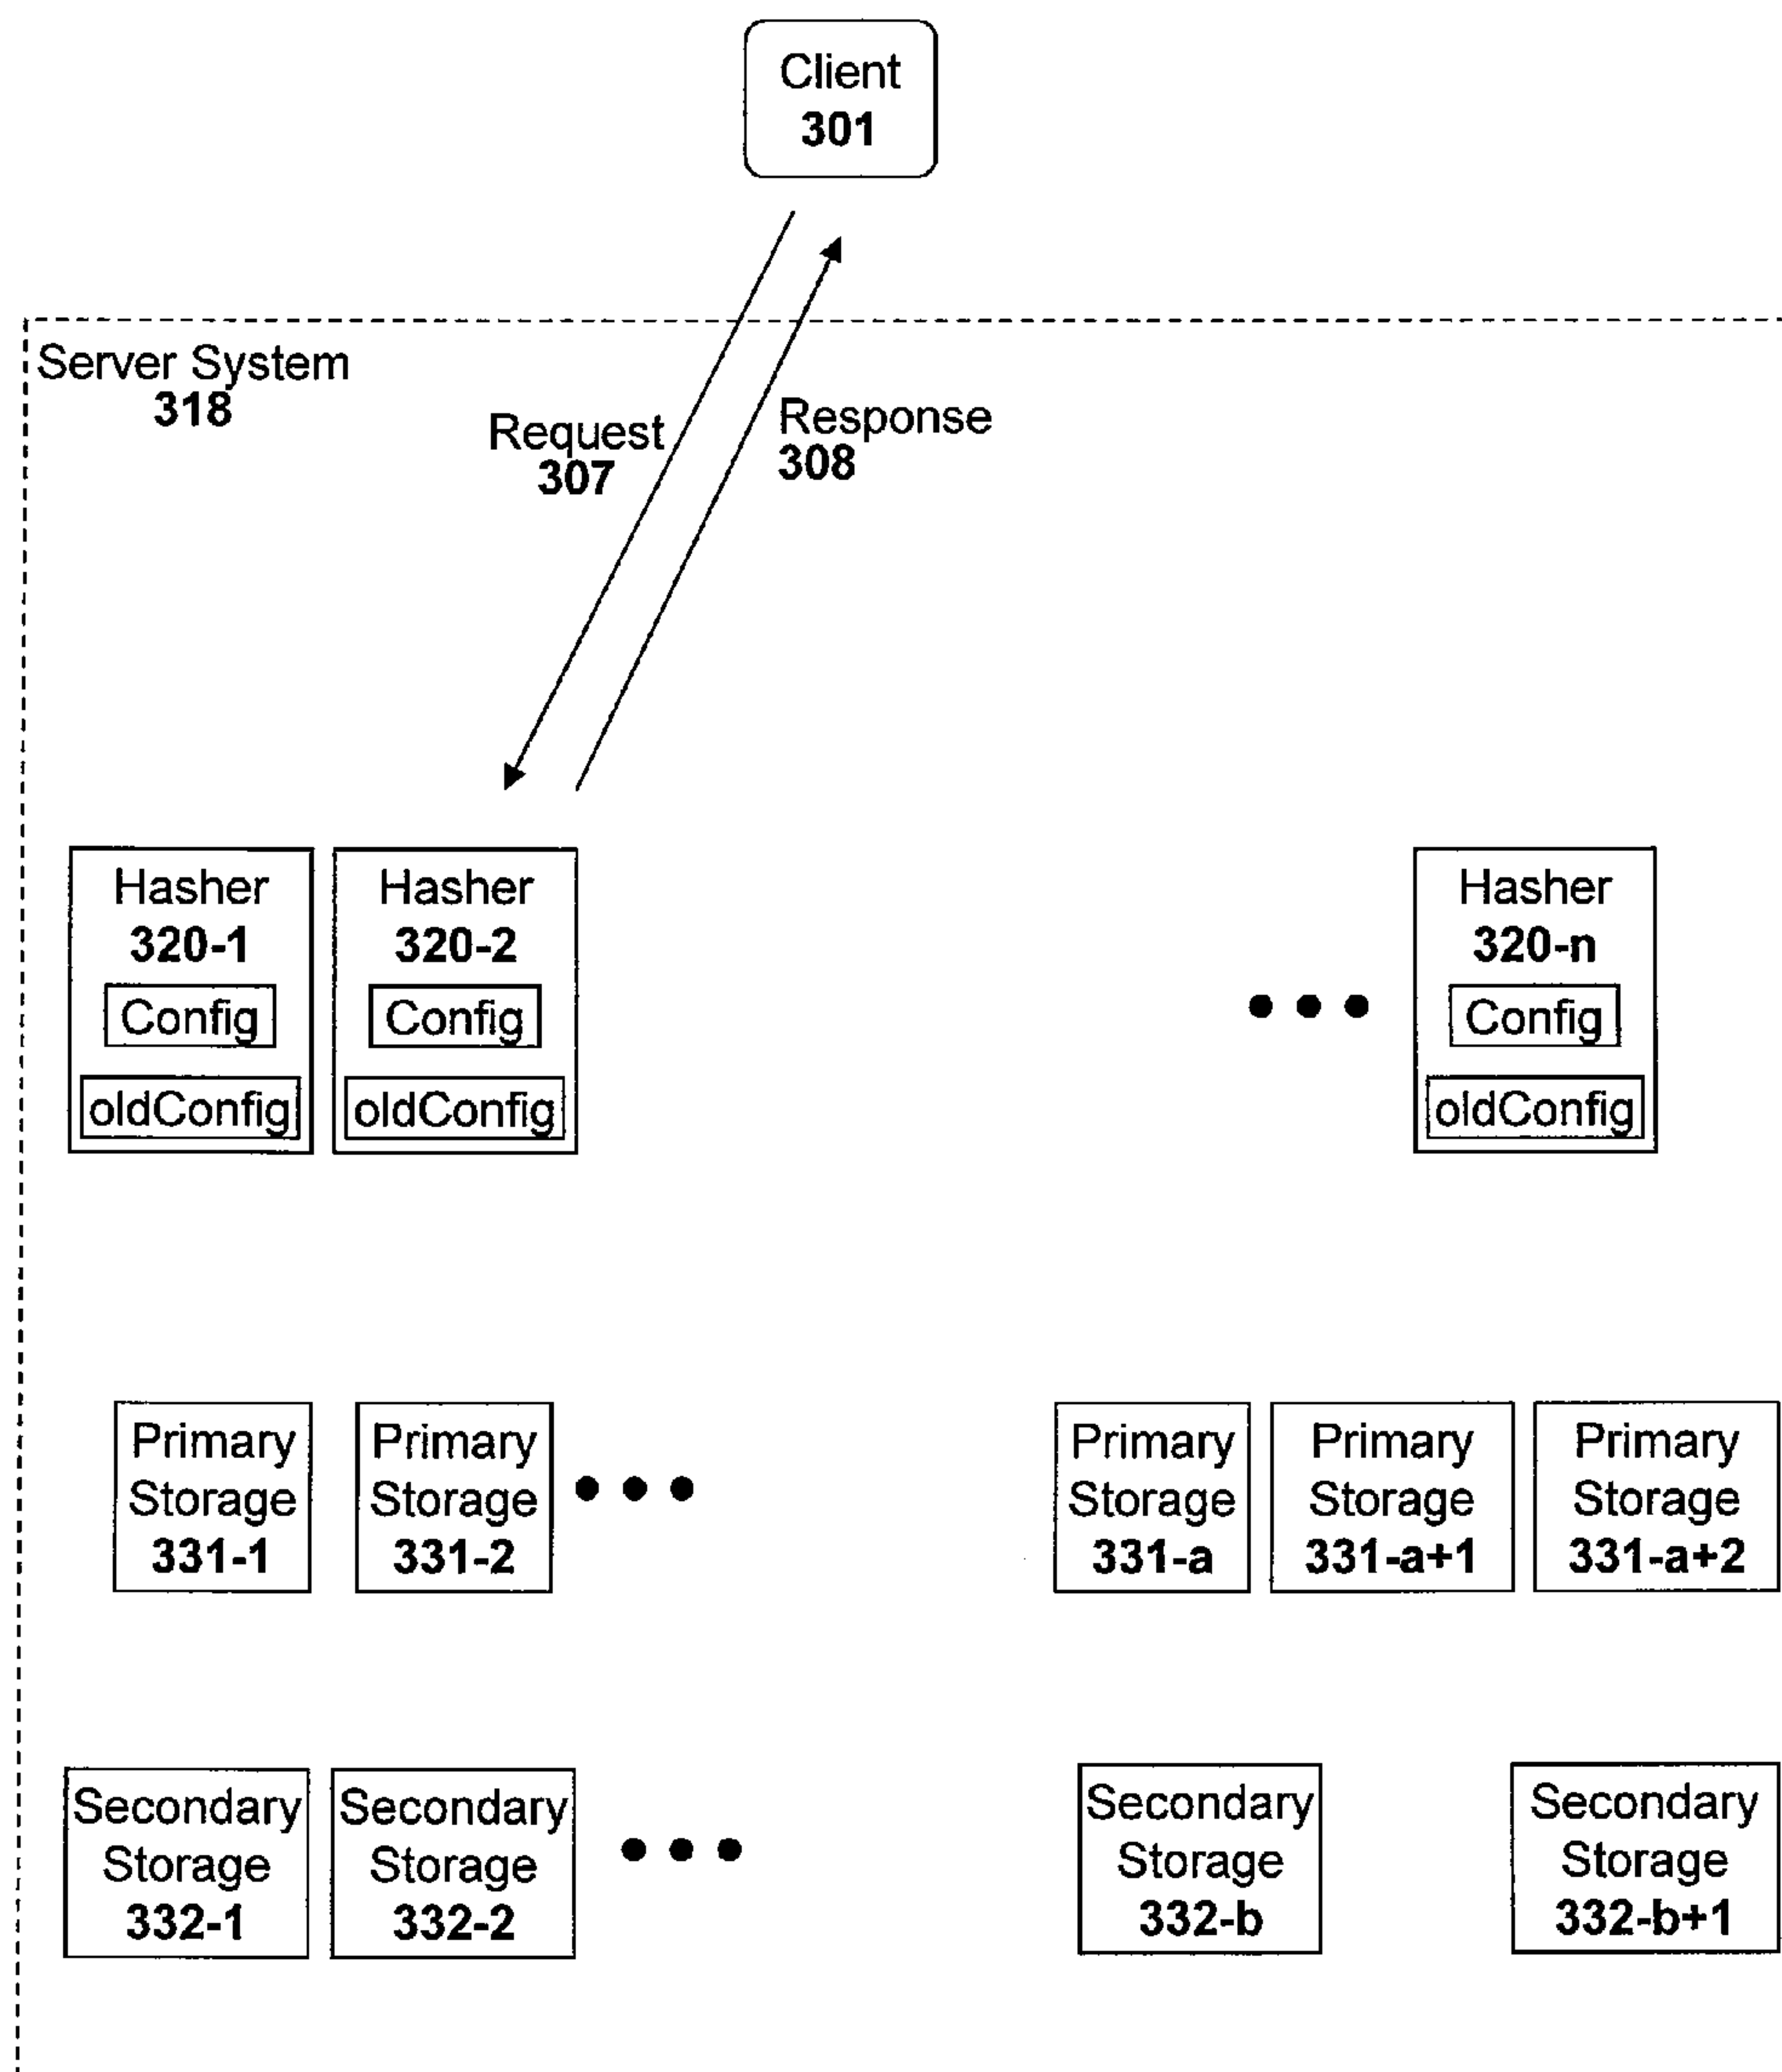 Client
301
Server System
318
Request
307
Response
308
Hasher
320-1
Config
oldConfig
Hasher
320-2
Config
oldConfig
Hasher
320-n
Config
oldConfig
Primary
Storage
331-1
Primary
Storage
331-2
Primary
Storage
331-a
Primary
Storage
331-a+1
Primary
Storage
331-a+2
Secondary
Storage
332-1
Secondary
Storage
332-2
Secondary
Storage
332-b
Secondary
Storage
332-b+1